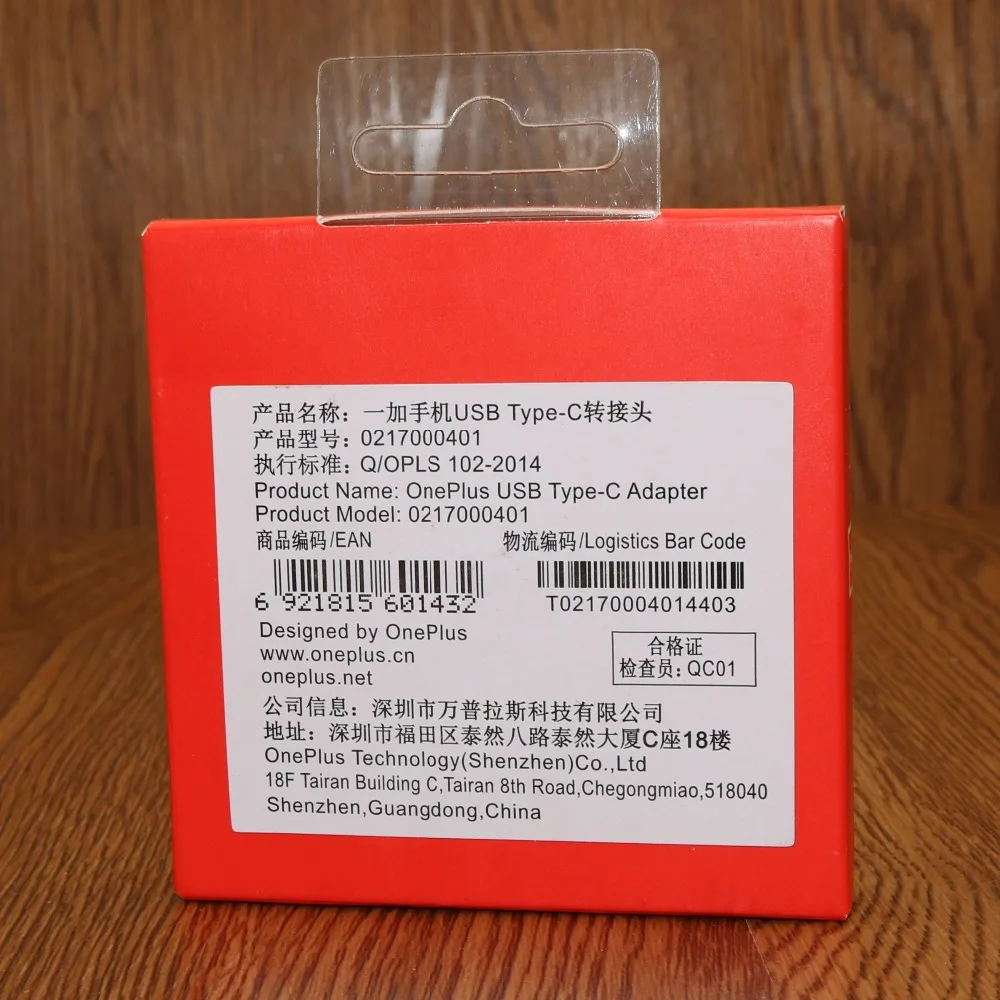 产品名称：一加手机USB Type-C转接头
产品型号：0217000401
执行标准：Q/OPLS 102-2014
Product Name: OnePlus USB Type-C Adapter
Product Model: 0217000401
商品编码/EAN
物流编码/Logistics Bar Code
6 921815 601432
T02170004014403
Designed by OnePlus
www.oneplus.cn
oneplus.net
合格证
检查员：QC01
公司信息：深圳市万普拉斯科技有限公司
地址：深圳市福田区泰然八路泰然大厦C座18楼
OnePlus Technology(Shenzhen)Co.,Ltd
18F Tairan Building C,Tairan 8th Road,Chegongmiao,518040
Shenzhen,Guangdong,China